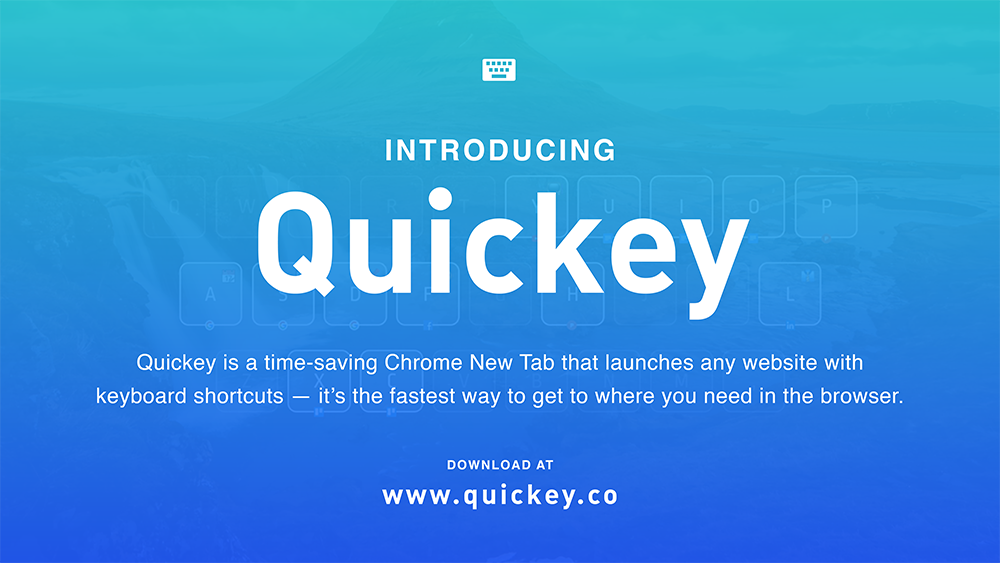 INTRODUCING
Quickey
W R T U I O P
A S D F H L
X C
Quickey is a time-saving Chrome New Tab that launches any website with
keyboard shortcuts — it's the fastest way to get to where you need in the browser.
DOWNLOAD AT
www.quickey.co